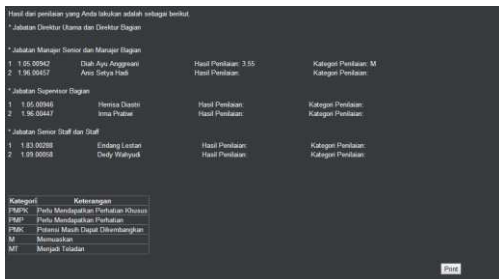 Hasil dari penilaian yang Anda lakukan adalah sebagai berikut.
* Jabatan Direktur Utama dan Direktur Bagian
* Jabatan Manajer Senior dan Manajer Bagian
1 1.05.00942 Diah Ayu Anggreani Hasil Penilaian: 3.55 Kategori Penilaian: M
2 1.96.00457 Anis Setya Hadi Hasil Penilaian: Kategori Penilaian:
* Jabatan Supervisor Bagian
1 1.05.00946 Herrisa Diastri Hasil Penilaian: Kategori Penilaian:
2 1.96.00447 Irma Pratiwi Hasil Penilaian: Kategori Penilaian:
* Jabatan Senior Staff dan Staff
1 1.83.00288 Endang Lestari Hasil Penilaian: Kategori Penilaian:
2 1.09.00058 Dedy Wahyudi Hasil Penilaian: Kategori Penilaian:
Kategori Keterangan
PMPK Perlu Mendapatkan Perhatian Khusus
PMP Perlu Mendapatkan Perhatian
PMK Potensi Masih Dapat Dikembangkan
M Memuaskan
MT Menjadi Teladan
Print